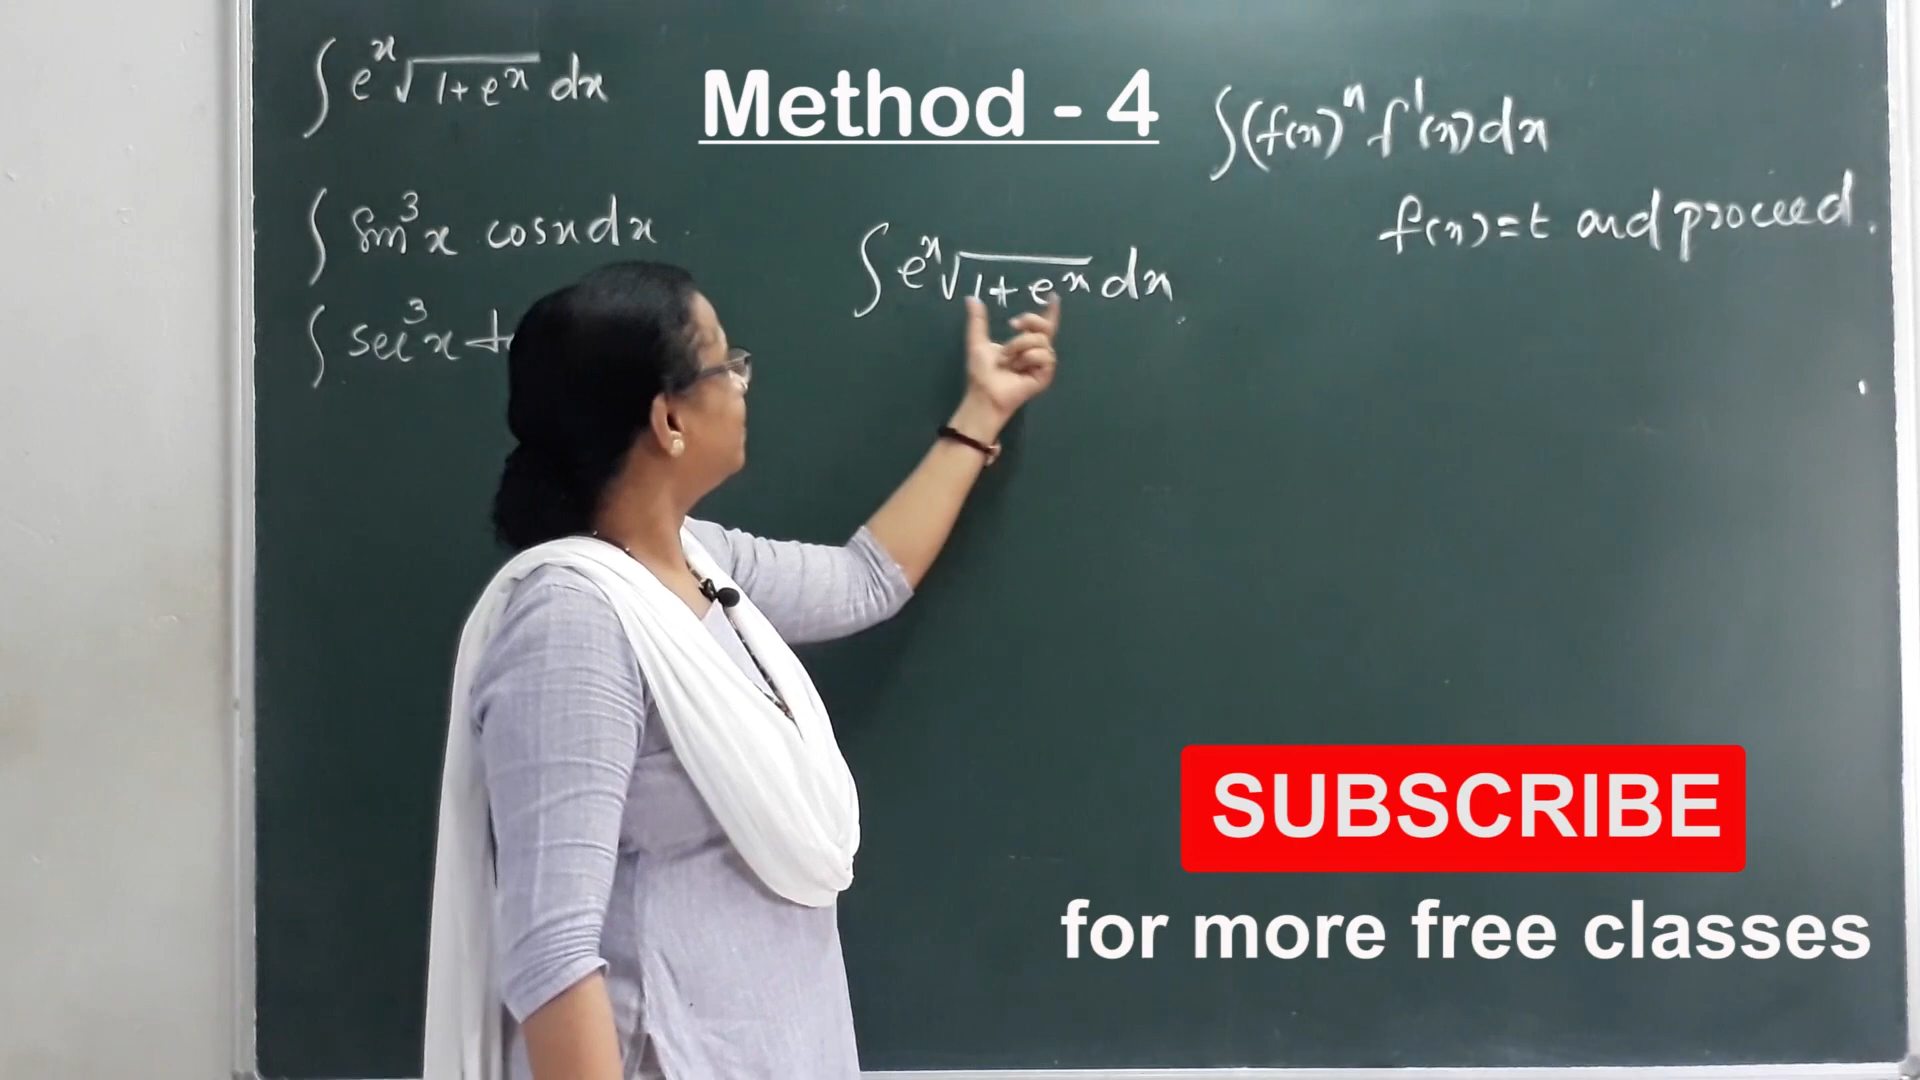 ∫ eˣ √(1+eˣ) dx
Method - 4
∫ (f(x))ⁿ f'(x) dx
f(x) = t and proceed.
∫ sin³x cosx dx
∫ eˣ √(1+eˣ) dx
∫ sec³x
SUBSCRIBE
for more free classes